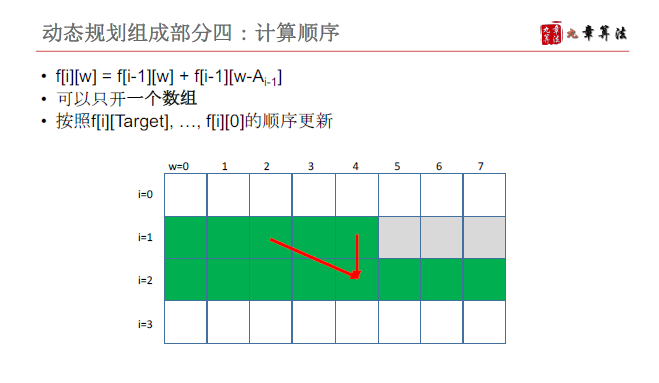 动态规划组成部分四：计算顺序
九章算法
• f[i][w] = f[i-1][w] + f[i-1][w-Ai-1]
• 可以只开一个数组
• 按照f[i][Target], …, f[i][0]的顺序更新
w=0 1 2 3 4 5 6 7
i=0
i=1
i=2
i=3